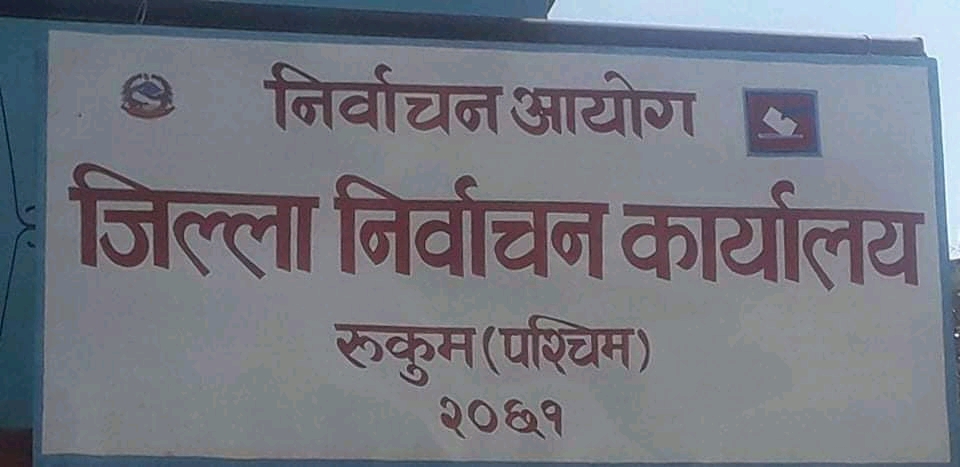 निर्वाचन आयोग
जिल्ला निर्वाचन कार्यालय
रूकुम (पश्चिम)
२०६१